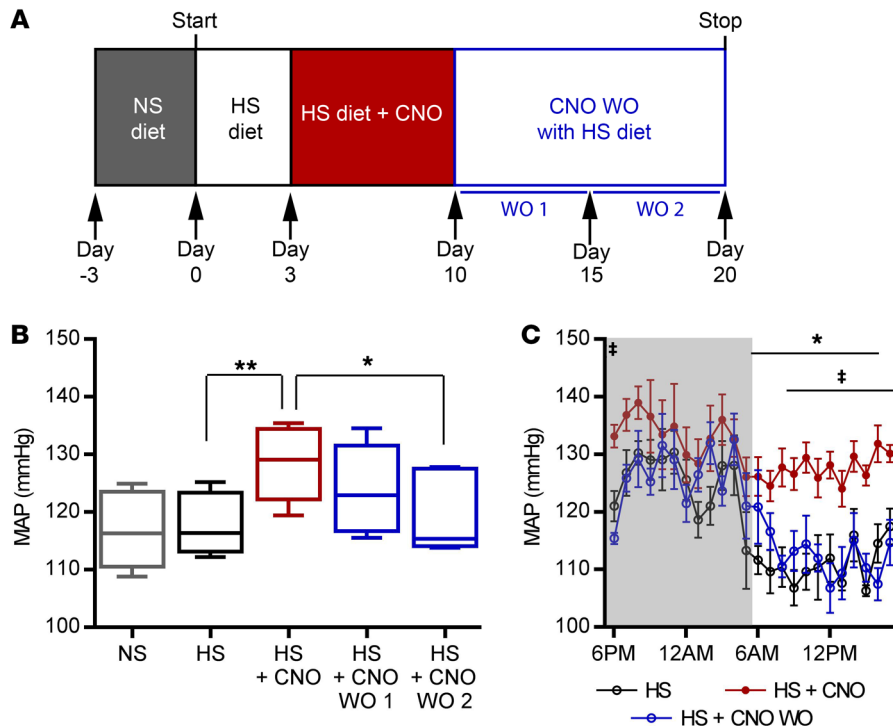 A
Start
Stop
NS
diet
HS
diet
HS diet + CNO
CNO WO
with HS diet
WO 1
WO 2
Day
-3
Day
0
Day
3
Day
10
Day
15
Day
20
B
150
140
130
120
110
100
MAP (mmHg)
**
*
NS
HS
HS
+ CNO
HS
+ CNO
WO 1
HS
+ CNO
WO 2
C
150
140
130
120
110
100
MAP (mmHg)
‡
*
‡
6PM
12AM
6AM
12PM
HS
HS + CNO
HS + CNO WO